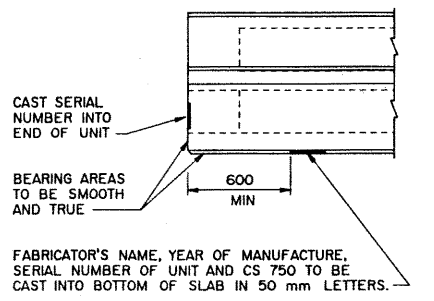 CAST SERIAL
NUMBER INTO
END OF UNIT
BEARING AREAS
TO BE SMOOTH
AND TRUE
600
MIN
FABRICATOR'S NAME, YEAR OF MANUFACTURE,
SERIAL NUMBER OF UNIT AND CS 750 TO BE
CAST INTO BOTTOM OF SLAB IN 50 mm LETTERS.